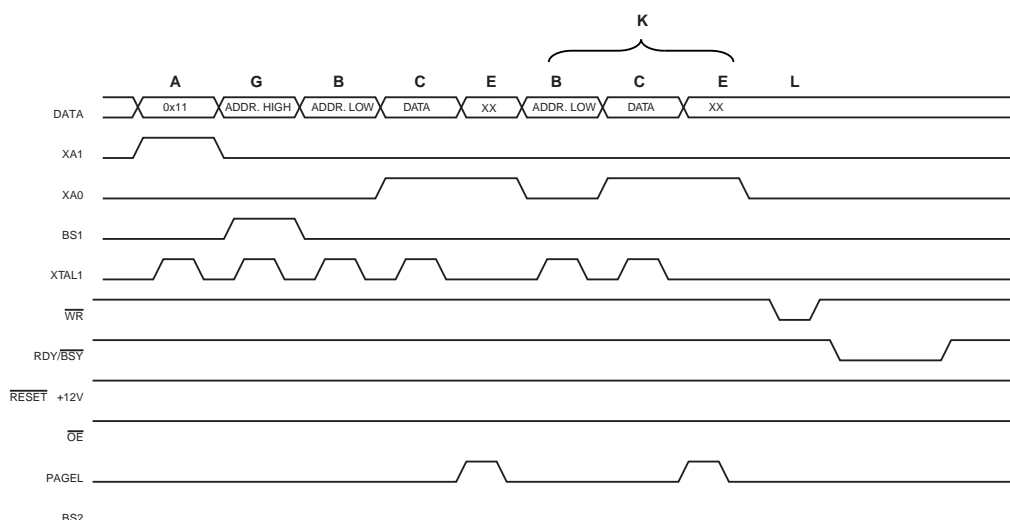 K
A G B C E B C E L
DATA 0x11 ADDR. HIGH ADDR. LOW DATA XX ADDR. LOW DATA XX
XA1
XA0
BS1
XTAL1
WR
RDY/BSY
RESET +12V
OE
PAGEL
BS2